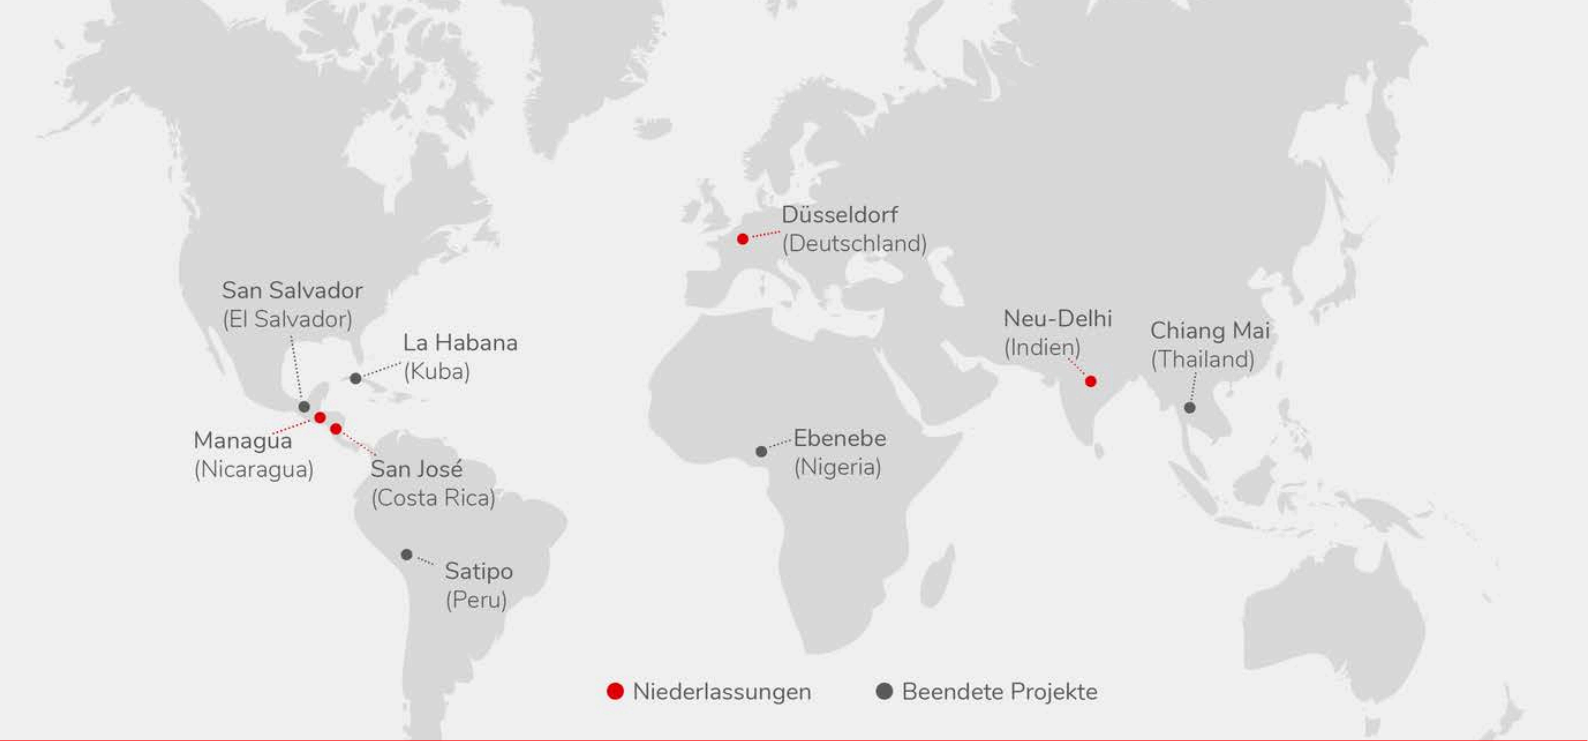 Düsseldorf
(Deutschland)
San Salvador
(El Salvador)
La Habana
(Kuba)
Neu-Delhi
(Indien)
Chiang Mai
(Thailand)
Managua
(Nicaragua)
San José
(Costa Rica)
Ebenebe
(Nigeria)
Satipo
(Peru)
Niederlassungen
Beendete Projekte